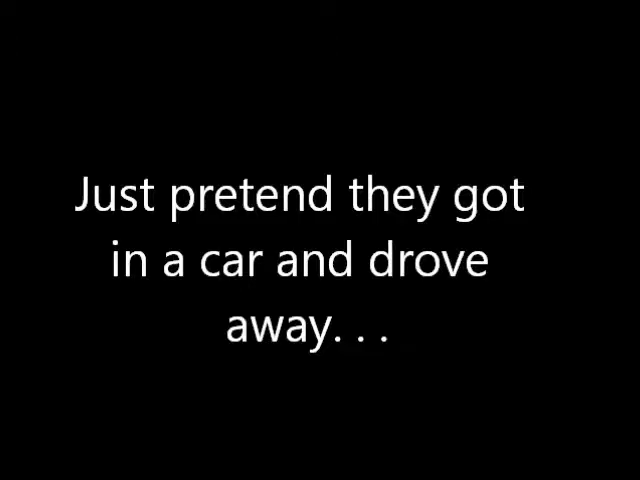 Just pretend they got
in a car and drove
away. . .